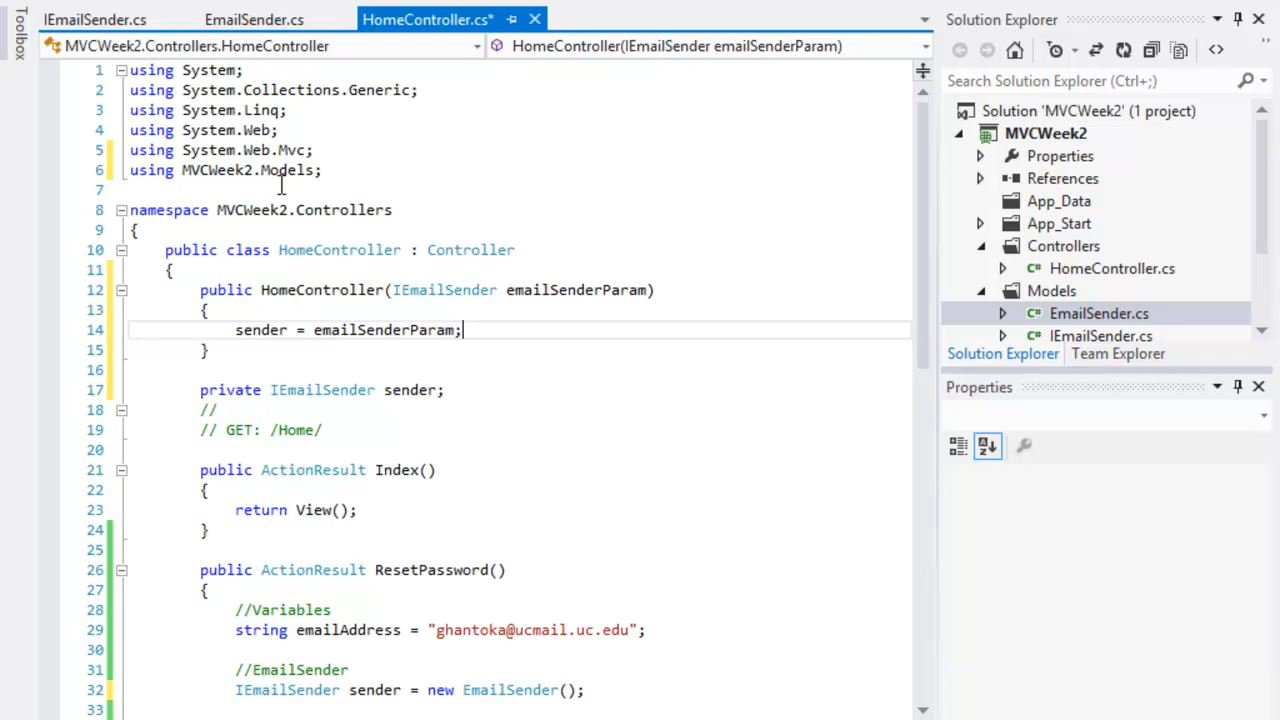 Toolbox
IEmailSender.cs
EmailSender.cs
HomeController.cs*
MVCWeek2.Controllers.HomeController
HomeController(IEmailSender emailSenderParam)
1 using System;
2 using System.Collections.Generic;
3 using System.Linq;
4 using System.Web;
5 using System.Web.Mvc;
6 using MVCWeek2.Models;
7
8 namespace MVCWeek2.Controllers
9 {
10 public class HomeController : Controller
11 {
12 public HomeController(IEmailSender emailSenderParam)
13 {
14 sender = emailSenderParam;
15 }
16
17 private IEmailSender sender;
18 //
19 // GET: /Home/
20
21 public ActionResult Index()
22 {
23 return View();
24 }
25
26 public ActionResult ResetPassword()
27 {
28 //Variables
29 string emailAddress = "ghantoka@ucmail.uc.edu";
30
31 //EmailSender
32 IEmailSender sender = new EmailSender();
33
Solution Explorer
Search Solution Explorer (Ctrl+;)
Solution 'MVCWeek2' (1 project)
MVCWeek2
Properties
References
App_Data
App_Start
Controllers
C# HomeController.cs
Models
C# EmailSender.cs
C# IEmailSender.cs
Solution Explorer
Team Explorer
Properties